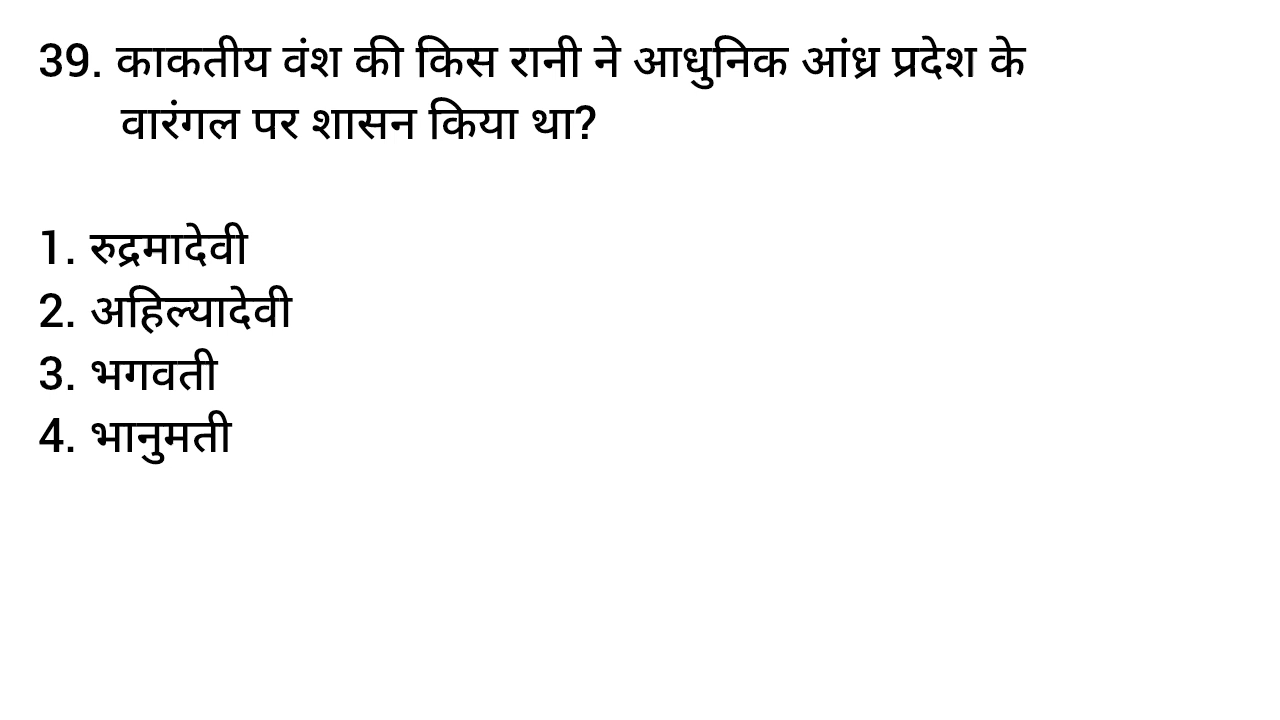 39. काकतीय वंश की किस रानी ने आधुनिक आंध्र प्रदेश के
वारंगल पर शासन किया था?
1. रुद्रमादेवी
2. अहिल्यादेवी
3. भगवती
4. भानुमती